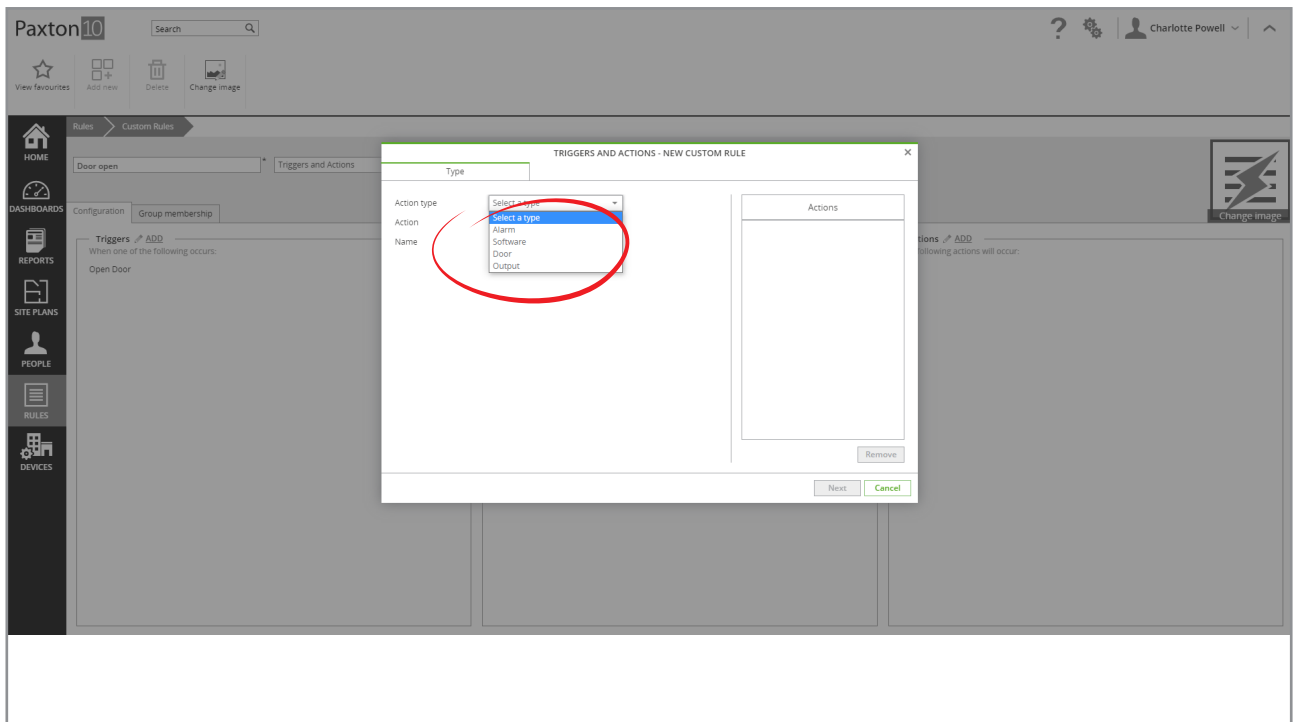 Paxton10
Search
Charlotte Powell
View favourites
Add new
Delete
Change image
Rules
Custom Rules
HOME
DASHBOARDS
REPORTS
SITE PLANS
PEOPLE
RULES
DEVICES
Door open
*
Triggers and Actions
Configuration
Group membership
Change image
Triggers ADD
When one of the following occurs:
Open Door
TRIGGERS AND ACTIONS - NEW CUSTOM RULE
Type
Action type
Select a type
Action
Name
Select a type
Alarm
Software
Door
Output
Actions
Remove
Next
Cancel
tions ADD
following actions will occur: